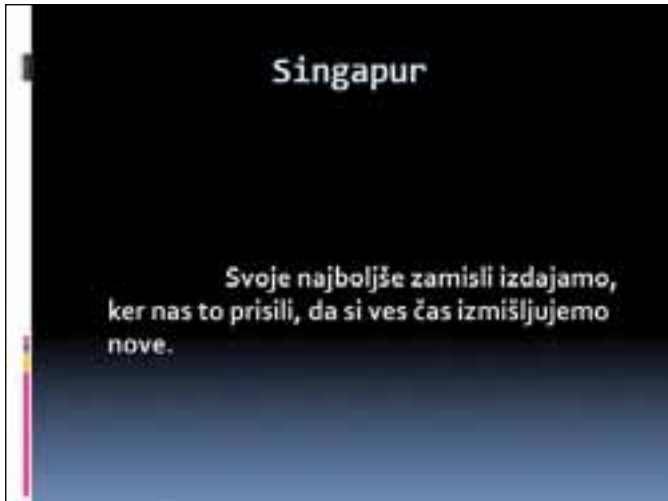 Singapur
Svoje najboljše zamisli izdajamo,
ker nas to prisili, da si ves čas izmišljujemo
nove.